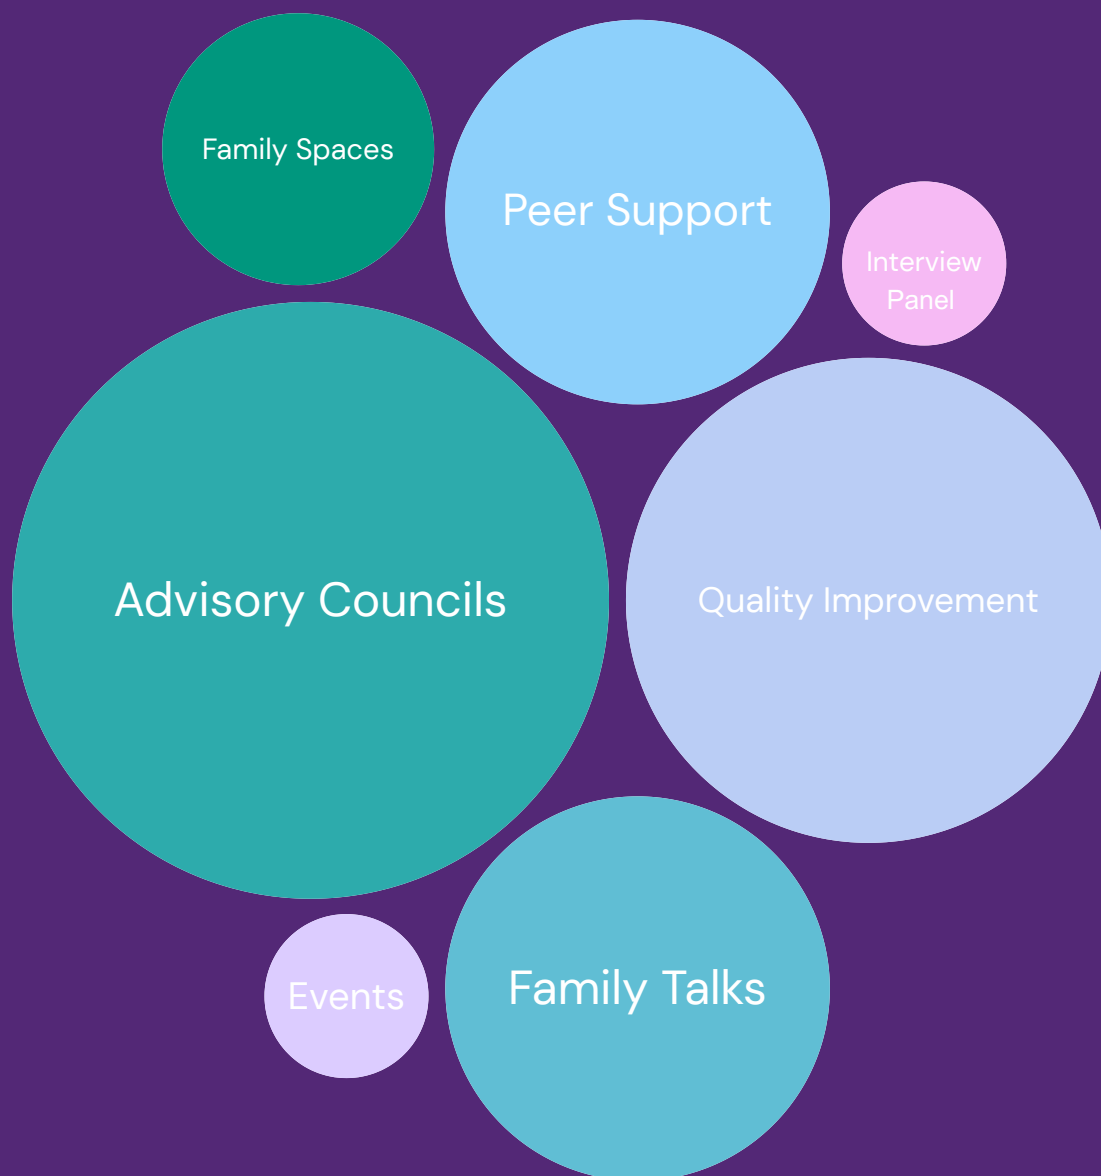 Family Spaces
Peer Support
Interview
Panel
Advisory Councils
Quality Improvement
Events
Family Talks